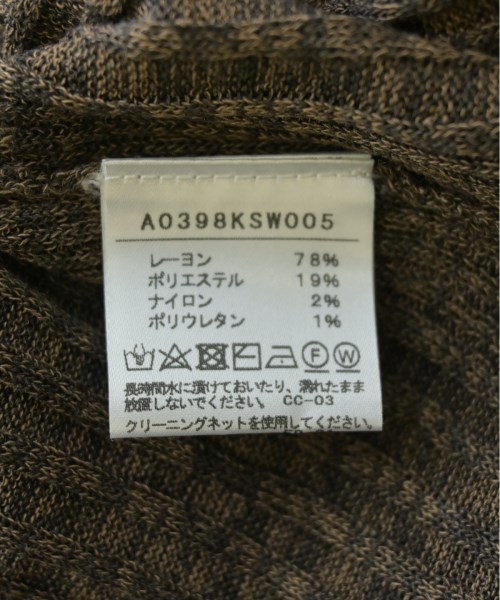 A0398KSW005
レーヨン 78%
ポリエステル 19%
ナイロン 2%
ポリウレタン 1%
F W
長時間水に漬けておいたり、濡れたまま
放置しないでください。 CC-03
クリーニングネットを使用してください。